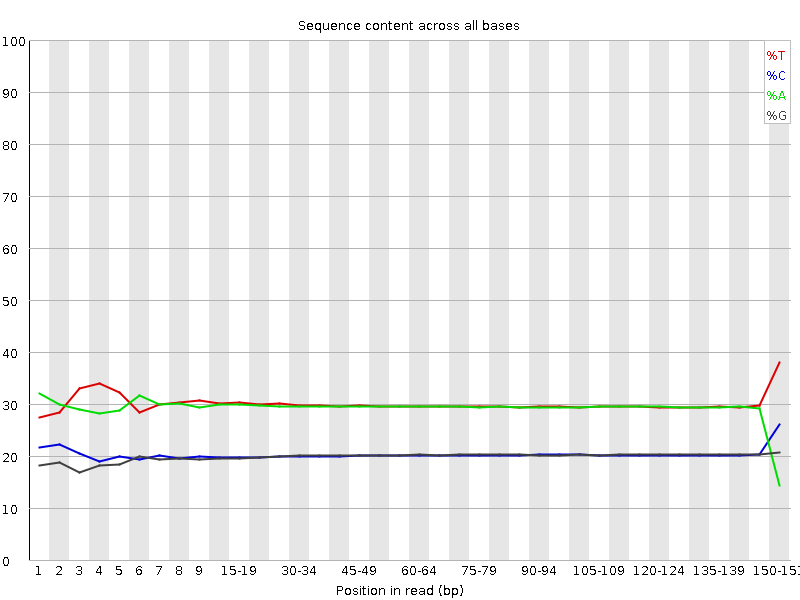 Sequence content across all bases
100
90
80
70
60
50
40
30
20
10
0
%T
%C
%A
%G
1 2 3 4 5 6 7 8 9 15-19 30-34 45-49 60-64 75-79 90-94 105-109 120-124 135-139 150-151
Position in read (bp)